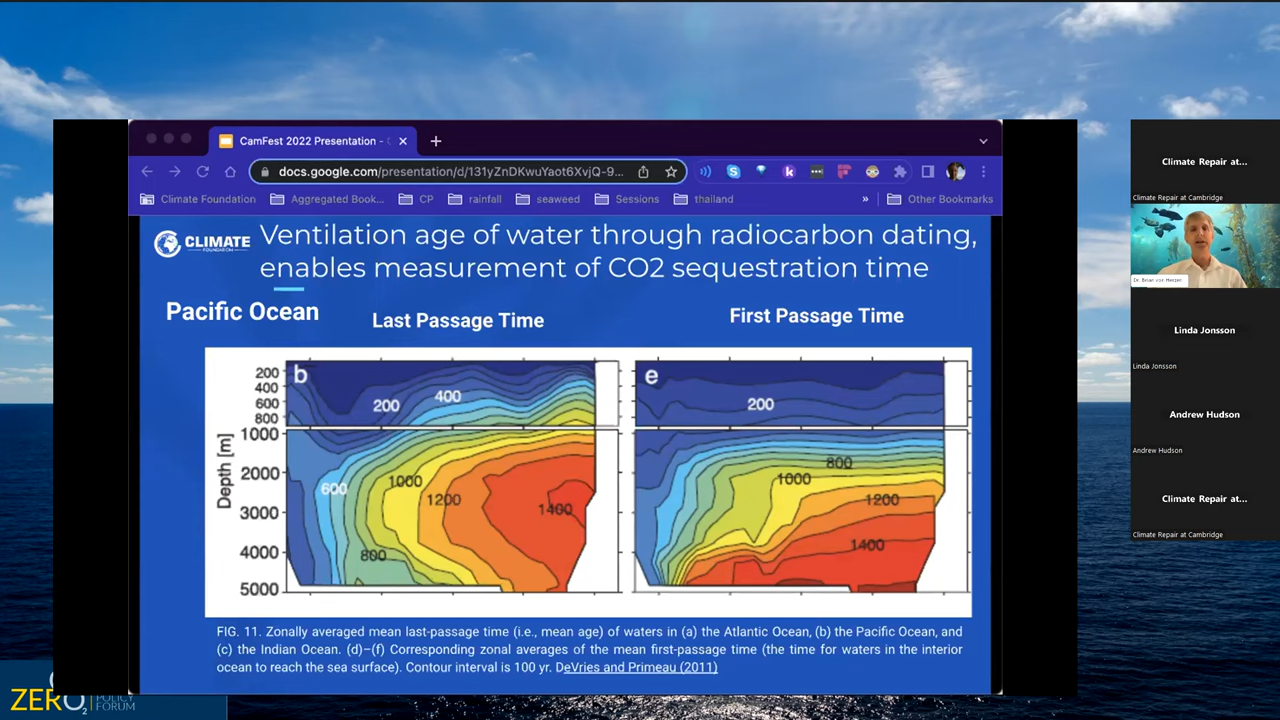 CamFest 2022 Presentation -
docs.google.com/presentation/d/131yZnDKwuYaot6XvjQ-9...
Climate Foundation
Aggregated Book...
CP
rainfall
seaweed
Sessions
thailand
»
Other Bookmarks
CLIMATE
FOUNDATION
Ventilation age of water through radiocarbon dating,
enables measurement of CO2 sequestration time
Pacific Ocean
Last Passage Time
First Passage Time
b
e
Depth [m]
200
400
600
800
1000
2000
3000
4000
5000
200
400
600
1000
1200
1400
800
200
800
1000
1200
1400
FIG. 11. Zonally averaged mean last-passage time (i.e., mean age) of waters in (a) the Atlantic Ocean, (b) the Pacific Ocean, and
(c) the Indian Ocean. (d)–(f) Corresponding zonal averages of the mean first-passage time (the time for waters in the interior
ocean to reach the sea surface). Contour interval is 100 yr. DeVries and Primeau (2011)
Climate Repair at...
Climate Repair at Cambridge
Linda Jonsson
Linda Jonsson
Andrew Hudson
Andrew Hudson
Climate Repair at...
Climate Repair at Cambridge
ZERO2
POLICY
FORUM